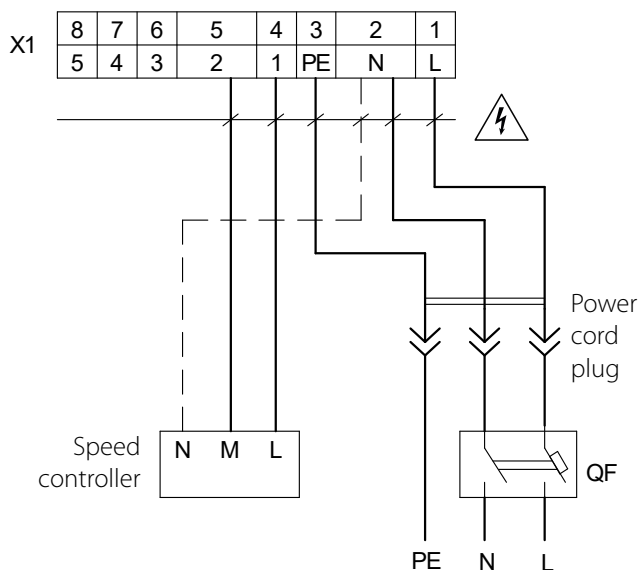 X1
8 7 6 5 4 3 2 1
5 4 3 2 1 PE N L
Power
cord
plug
Speed
controller
N M L
QF
PE N L